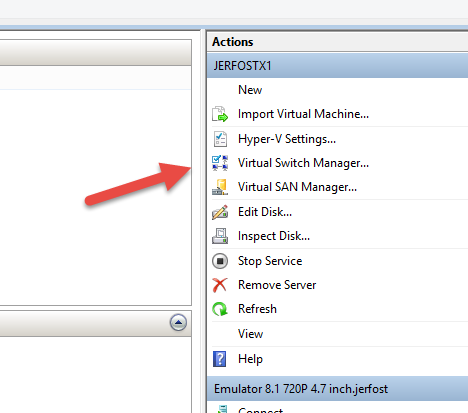 Actions
JERFOSTX1
New
Import Virtual Machine...
Hyper-V Settings...
Virtual Switch Manager...
Virtual SAN Manager...
Edit Disk...
Inspect Disk...
Stop Service
Remove Server
Refresh
View
Help
Emulator 8.1 720P 4.7 inch.jerfost
Connect